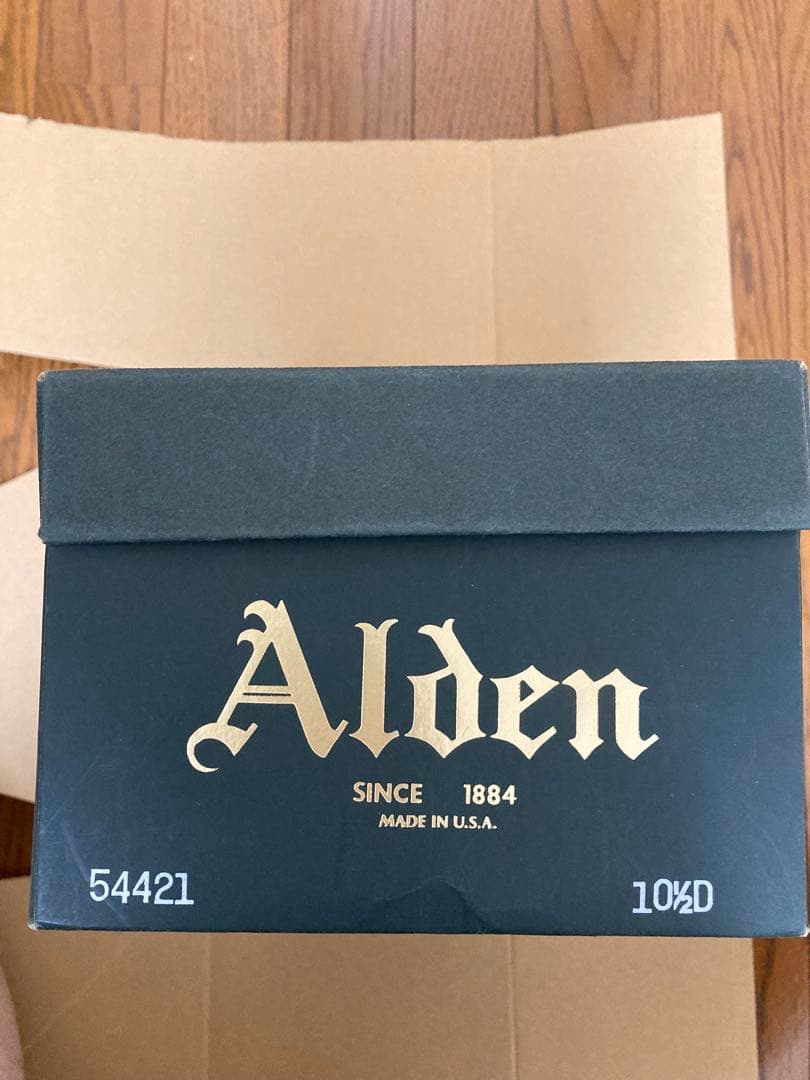 Alden
SINCE 1884
MADE IN U.S.A.
54421 10½D